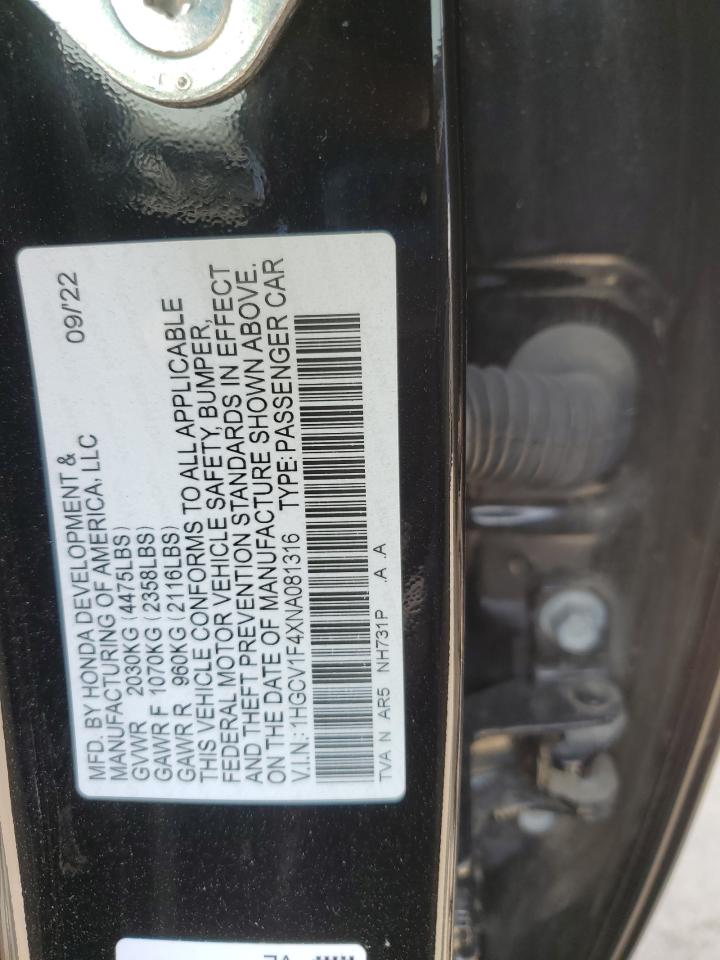 MFD. BY HONDA DEVELOPMENT &
MANUFACTURING OF AMERICA, LLC 09/'22
GVWR 2030KG (4475LBS)
GAWR F 1070KG (2358LBS)
GAWR R 960KG (2116LBS)
THIS VEHICLE CONFORMS TO ALL APPLICABLE
FEDERAL MOTOR VEHICLE SAFETY, BUMPER,
AND THEFT PREVENTION STANDARDS IN EFFECT
ON THE DATE OF MANUFACTURE SHOWN ABOVE.
V.I.N.:1HGCV1F4XNA081316 TYPE:PASSENGER CAR
TVA N AR5 NH731P .A .A